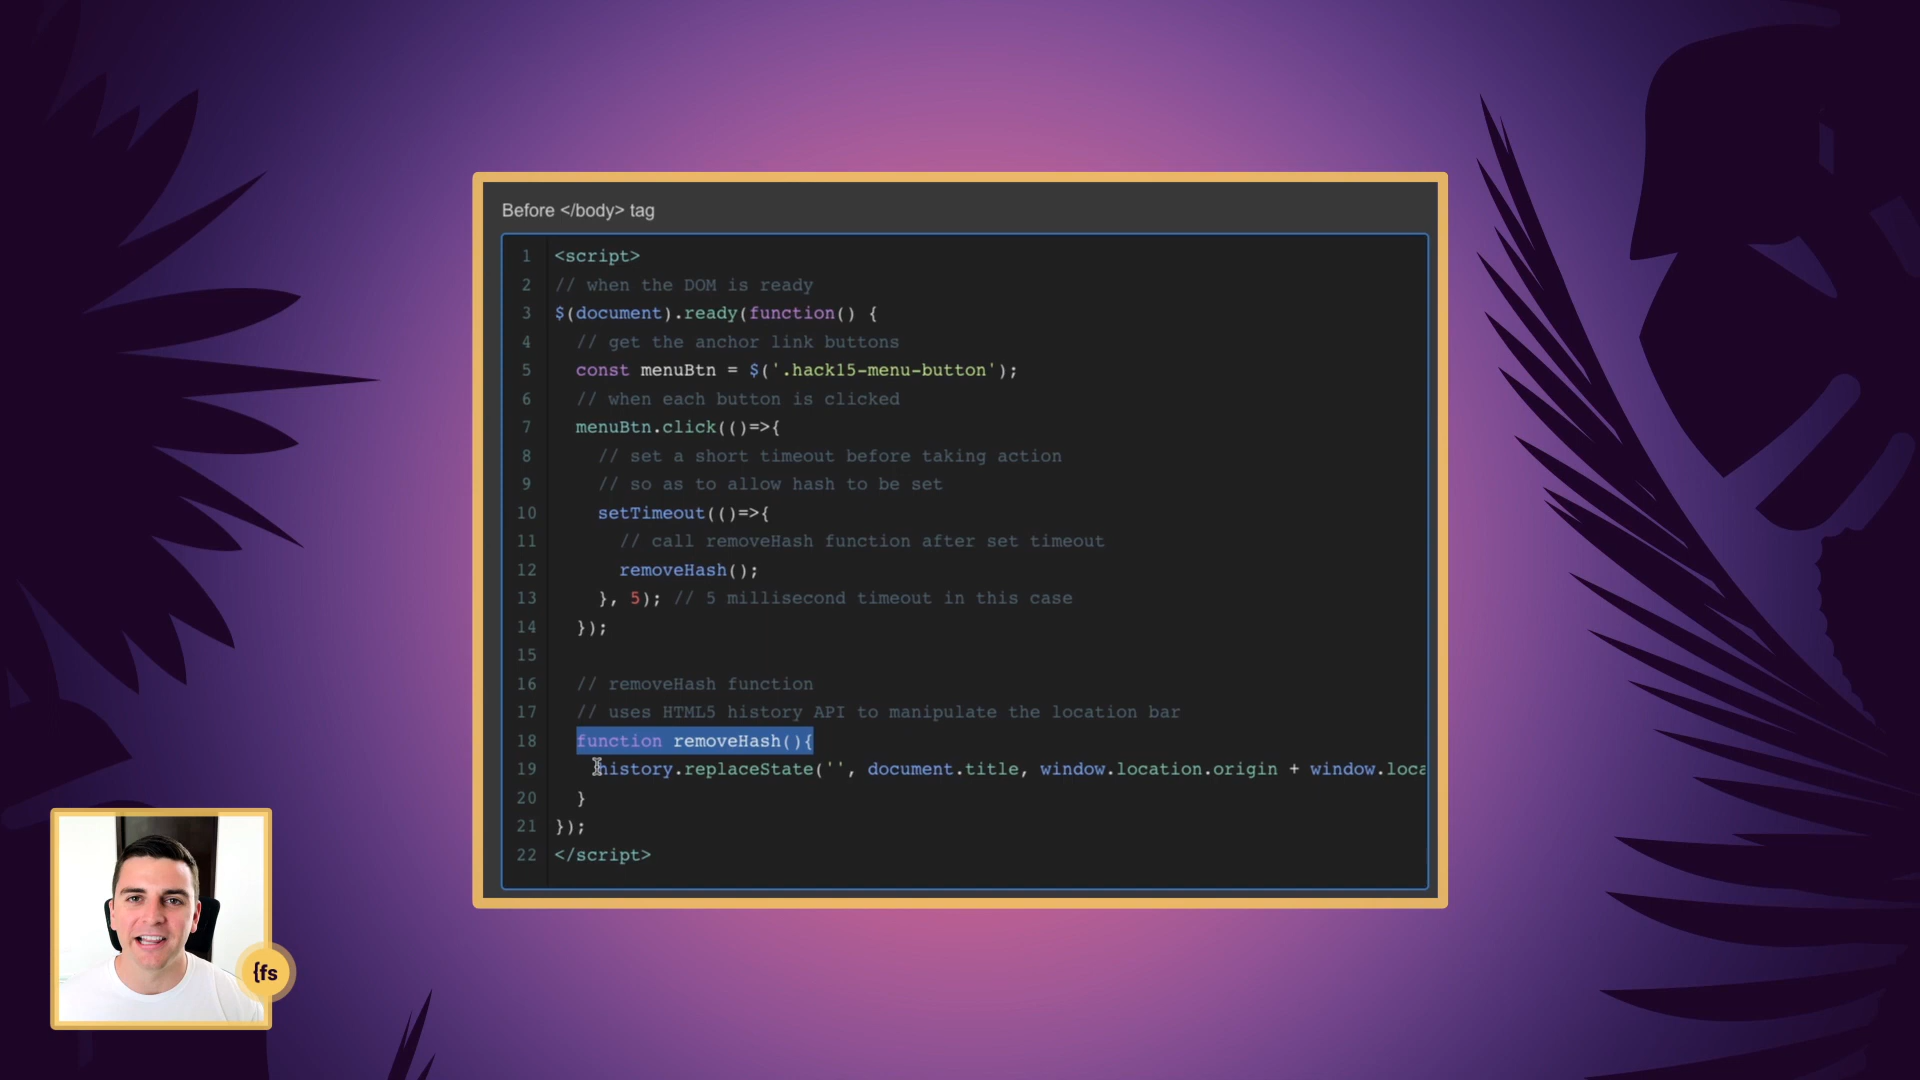 Before </body> tag
1 <script>
2 // when the DOM is ready
3 $(document).ready(function() {
4 // get the anchor link buttons
5 const menuBtn = $('.hack15-menu-button');
6 // when each button is clicked
7 menuBtn.click(()=>{
8 // set a short timeout before taking action
9 // so as to allow hash to be set
10 setTimeout(()=>{
11 // call removeHash function after set timeout
12 removeHash();
13 }, 5); // 5 millisecond timeout in this case
14 });
15
16 // removeHash function
17 // uses HTML5 history API to manipulate the location bar
18 function removeHash(){
19 history.replaceState('', document.title, window.location.origin + window.loca
20 }
21 });
22 </script>
{fs